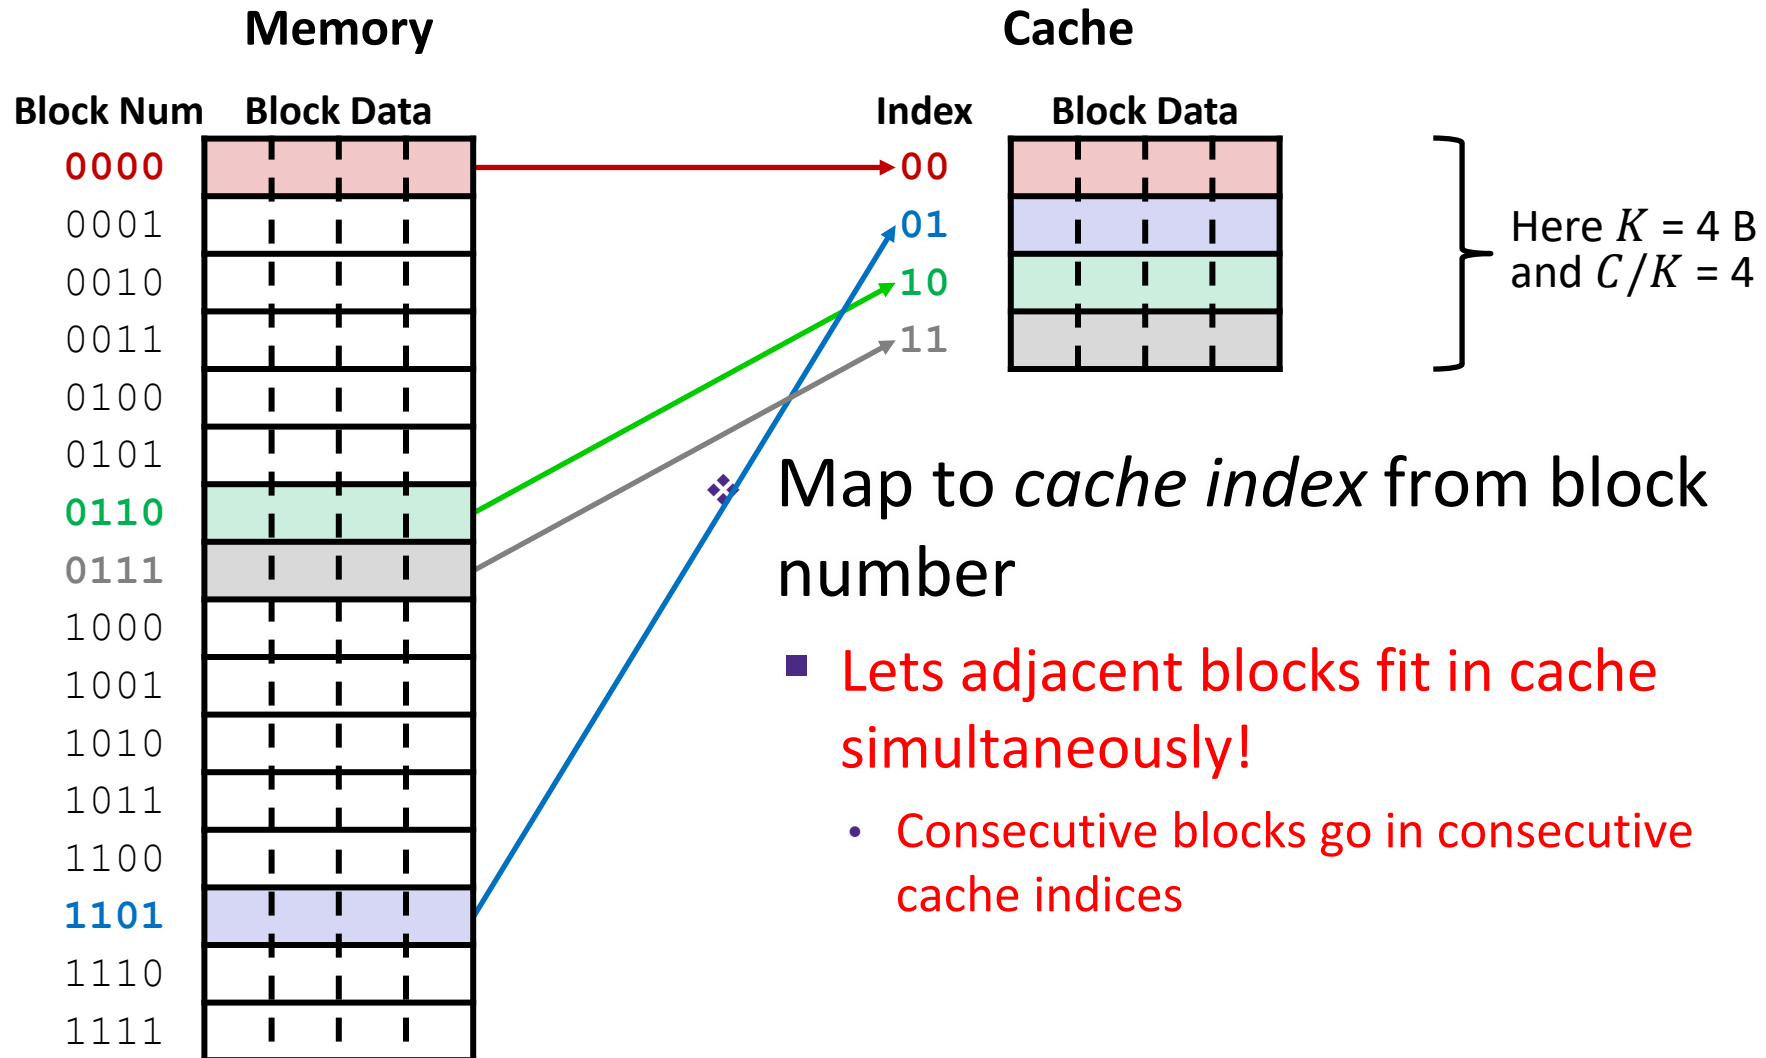 Memory
Cache
Block Num Block Data
Index Block Data
0000
0001
0010
0011
0100
0101
0110
0111
1000
1001
1010
1011
1100
1101
1110
1111
00
01
10
11
Here K = 4 B
and C/K = 4
❖ Map to cache index from block
number
▪ Lets adjacent blocks fit in cache
simultaneously!
• Consecutive blocks go in consecutive
cache indices